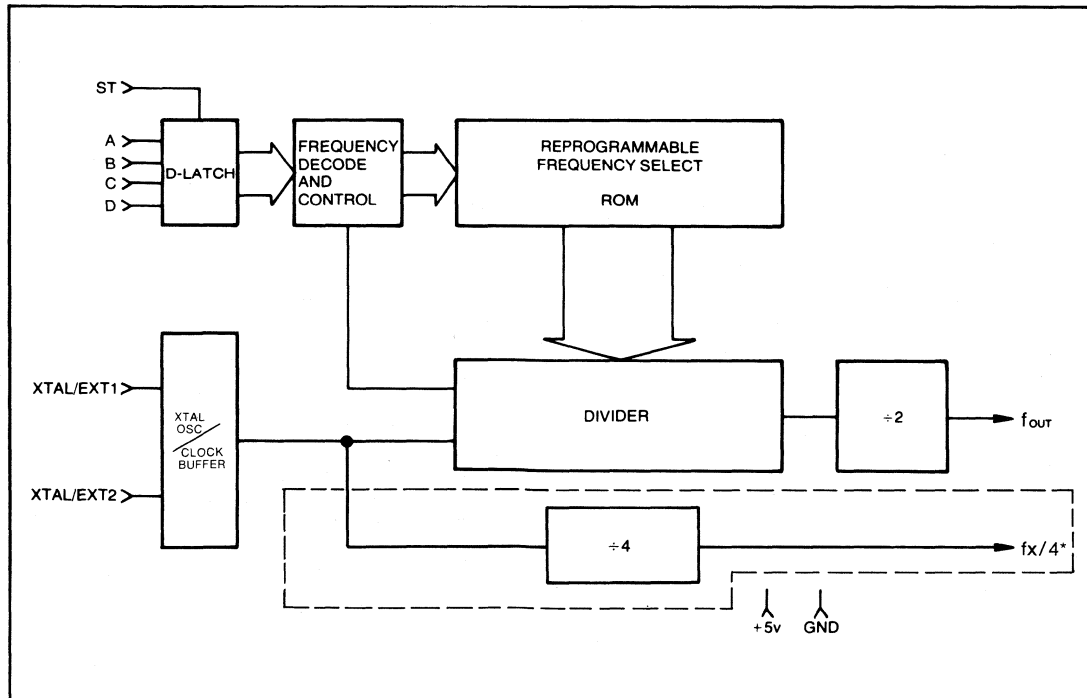 ST
A
B
C
D
D-LATCH
FREQUENCY
DECODE
AND
CONTROL
REPROGRAMMABLE
FREQUENCY SELECT
ROM
XTAL/EXT1
XTAL/EXT2
XTAL
OSC
CLOCK
BUFFER
DIVIDER
÷2
fOUT
÷4
fx/4*
+5v
GND